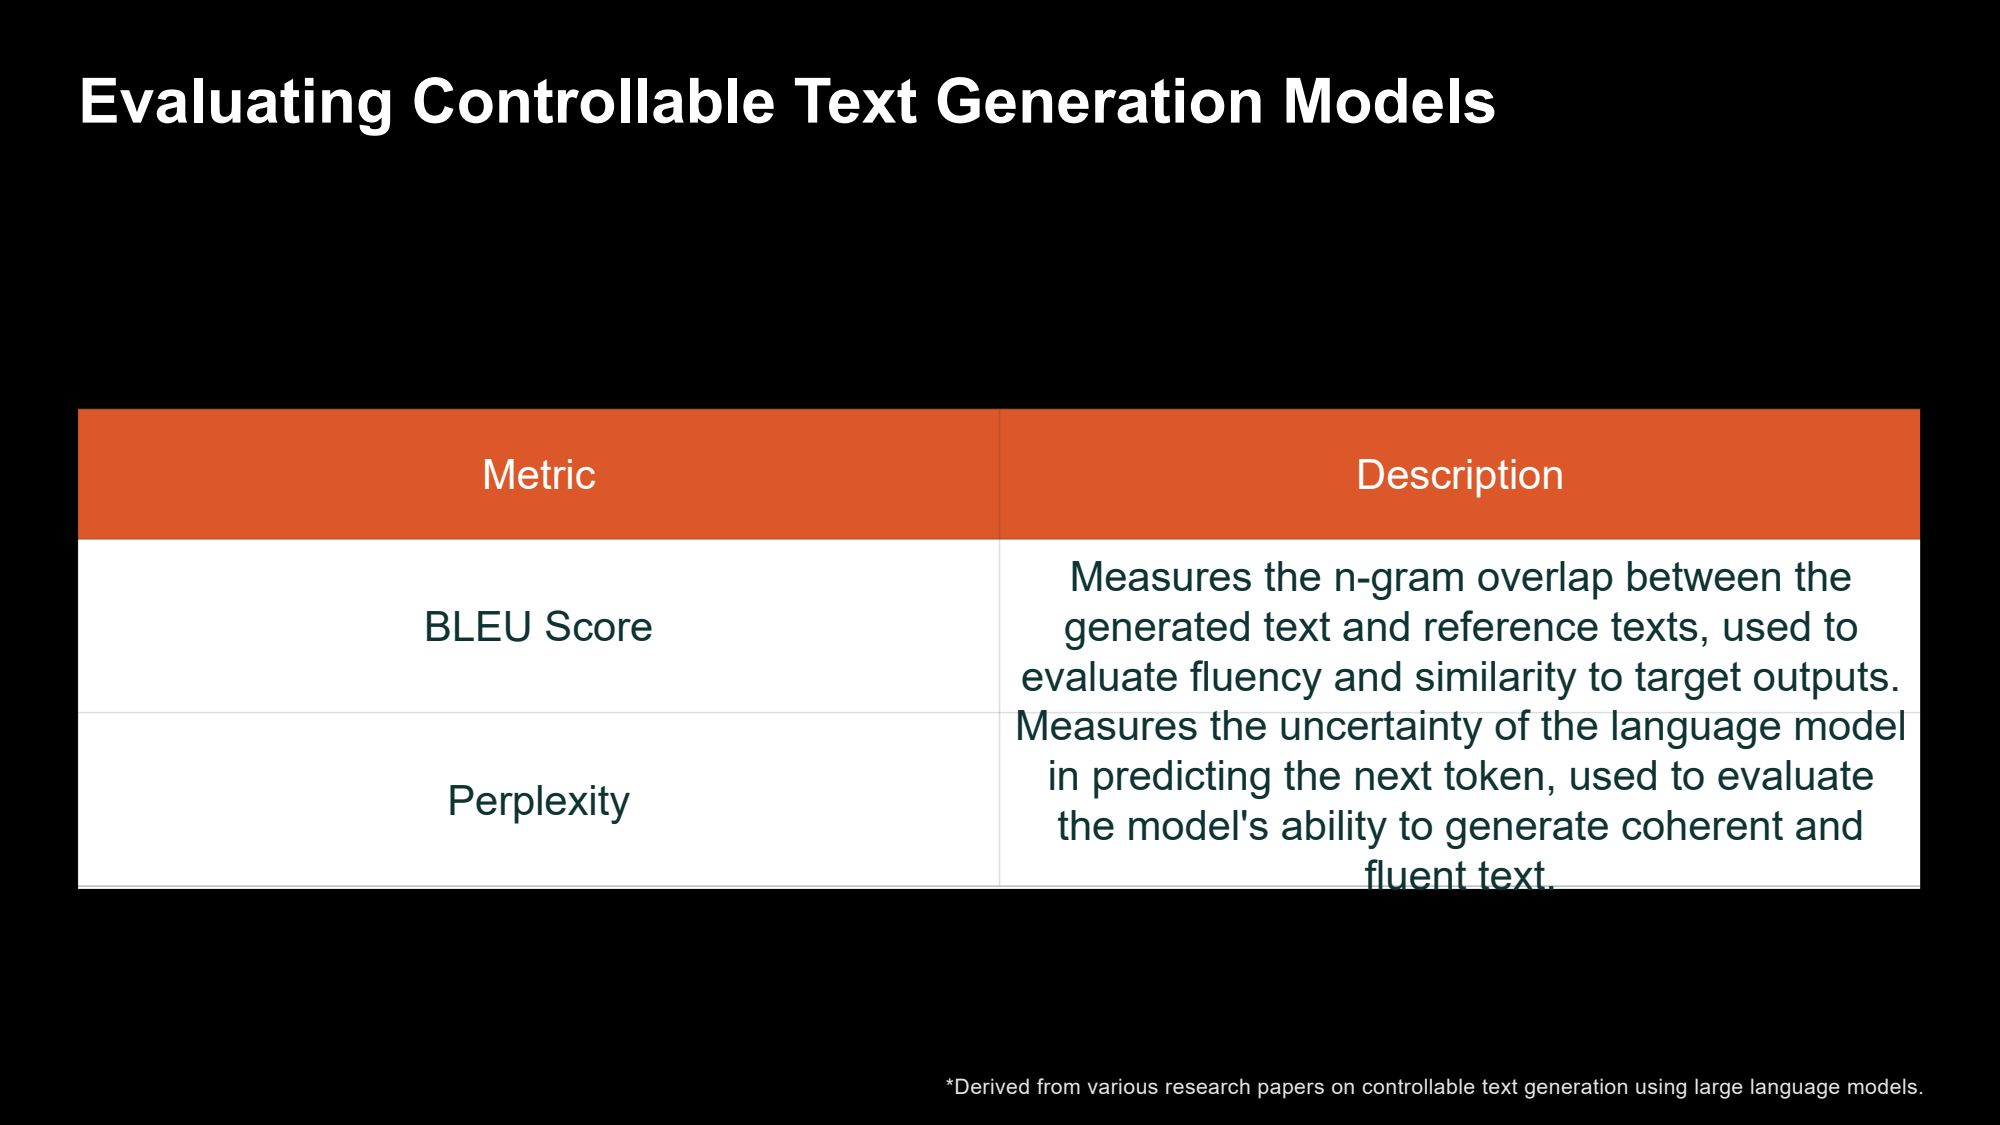 Evaluating Controllable Text Generation Models
Metric
Description
BLEU Score
Measures the n-gram overlap between the
generated text and reference texts, used to
evaluate fluency and similarity to target outputs.
Perplexity
Measures the uncertainty of the language model
in predicting the next token, used to evaluate
the model's ability to generate coherent and
fluent text.
*Derived from various research papers on controllable text generation using large language models.